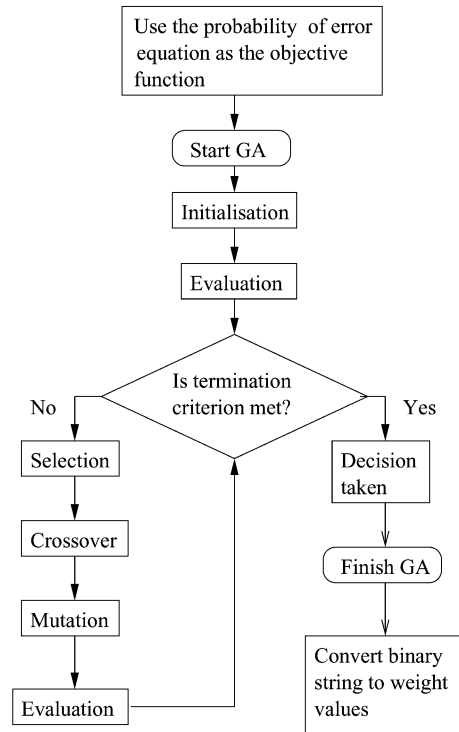 Use the probability of error
equation as the objective
function
Start GA
Initialisation
Evaluation
Is termination
criterion met?
No
Yes
Selection
Crossover
Mutation
Evaluation
Decision
taken
Finish GA
Convert binary
string to weight
values